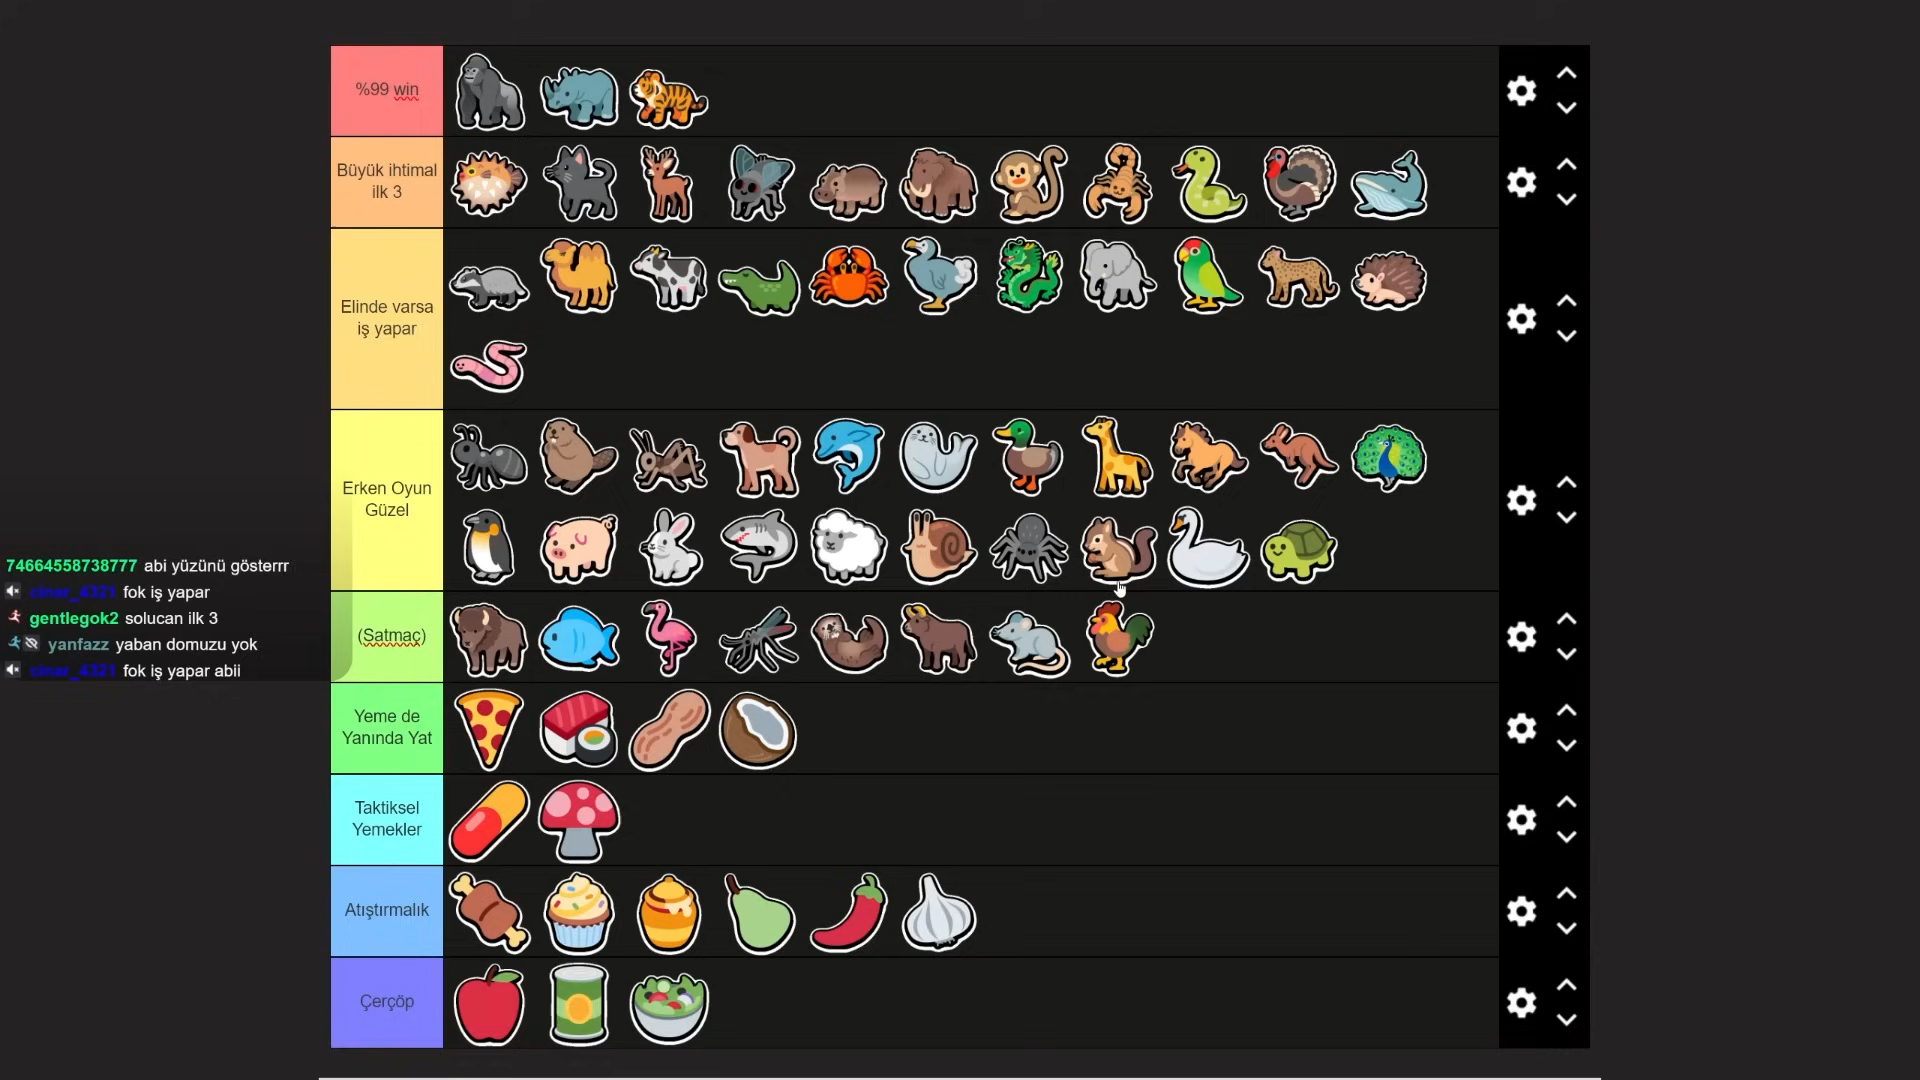 %99 win
Büyük ihtimal
ilk 3
Elinde varsa
iş yapar
Erken Oyun
Güzel
(Satmaç)
Yeme de
Yanında Yat
Taktiksel
Yemekler
Atıştırmalık
Çerçöp
74664558738777 abi yüzünü gösterrr
cinar_4321 fok iş yapar
gentlegok2 solucan ilk 3
yanfazz yaban domuzu yok
cinar_4321 fok iş yapar abii